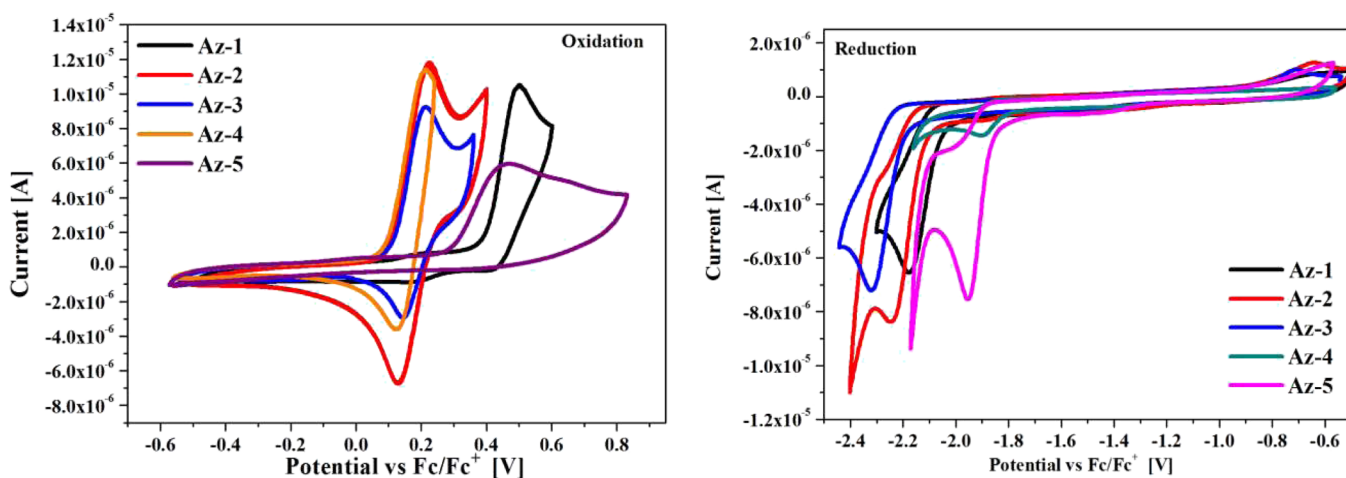 Oxidation
Az-1
Az-2
Az-3
Az-4
Az-5
1.4x10⁻⁵
1.2x10⁻⁵
1.0x10⁻⁵
8.0x10⁻⁶
6.0x10⁻⁶
4.0x10⁻⁶
2.0x10⁻⁶
0.0
-2.0x10⁻⁶
-4.0x10⁻⁶
-6.0x10⁻⁶
-8.0x10⁻⁶
Current [A]
-0.6 -0.4 -0.2 0.0 0.2 0.4 0.6 0.8
Potential vs Fc/Fc⁺ [V]
Reduction
2.0x10⁻⁶
0.0
-2.0x10⁻⁶
-4.0x10⁻⁶
-6.0x10⁻⁶
-8.0x10⁻⁶
-1.0x10⁻⁵
-1.2x10⁻⁵
Current [A]
Az-1
Az-2
Az-3
Az-4
Az-5
-2.4 -2.2 -2.0 -1.8 -1.6 -1.4 -1.2 -1.0 -0.8 -0.6
Potential vs Fc/Fc⁺ [V]